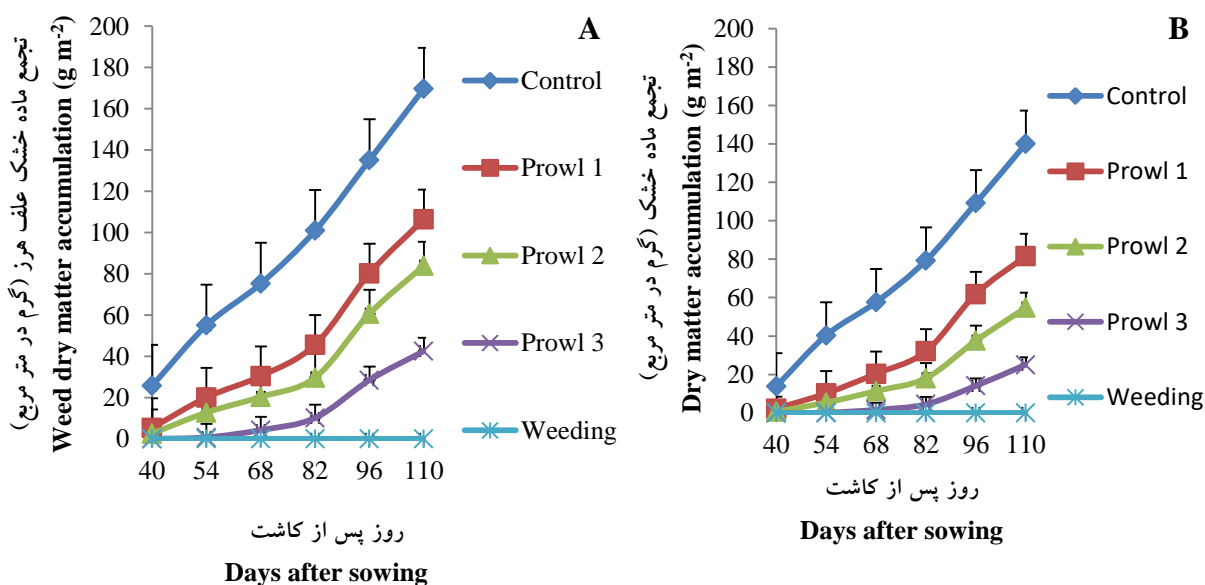 A
تجمع ماده خشک علف هرز (گرم در متر مربع)
Weed dry matter accumulation (g m-2)
200
180
160
140
120
100
80
60
40
20
0
40 54 68 82 96 110
روز پس از کاشت
Days after sowing
Control
Prowl 1
Prowl 2
Prowl 3
Weeding
B
تجمع ماده خشک (گرم در متر مربع)
Dry matter accumulation (g m-2)
200
180
160
140
120
100
80
60
40
20
0
40 54 68 82 96 110
روز پس از کاشت
Days after sowing
Control
Prowl 1
Prowl 2
Prowl 3
Weeding